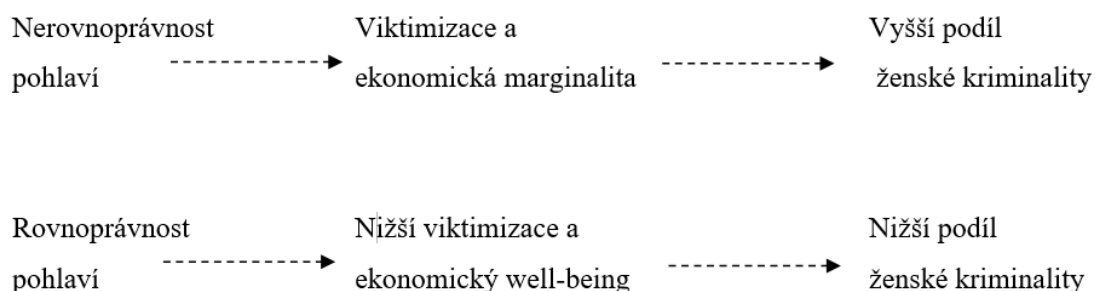 Nerovnoprávnost Viktimizace a Vyšší podíl
pohlaví ekonomická marginalita ženské kriminality
Rovnoprávnost Nižší viktimizace a Nižší podíl
pohlaví ekonomický well-being ženské kriminality